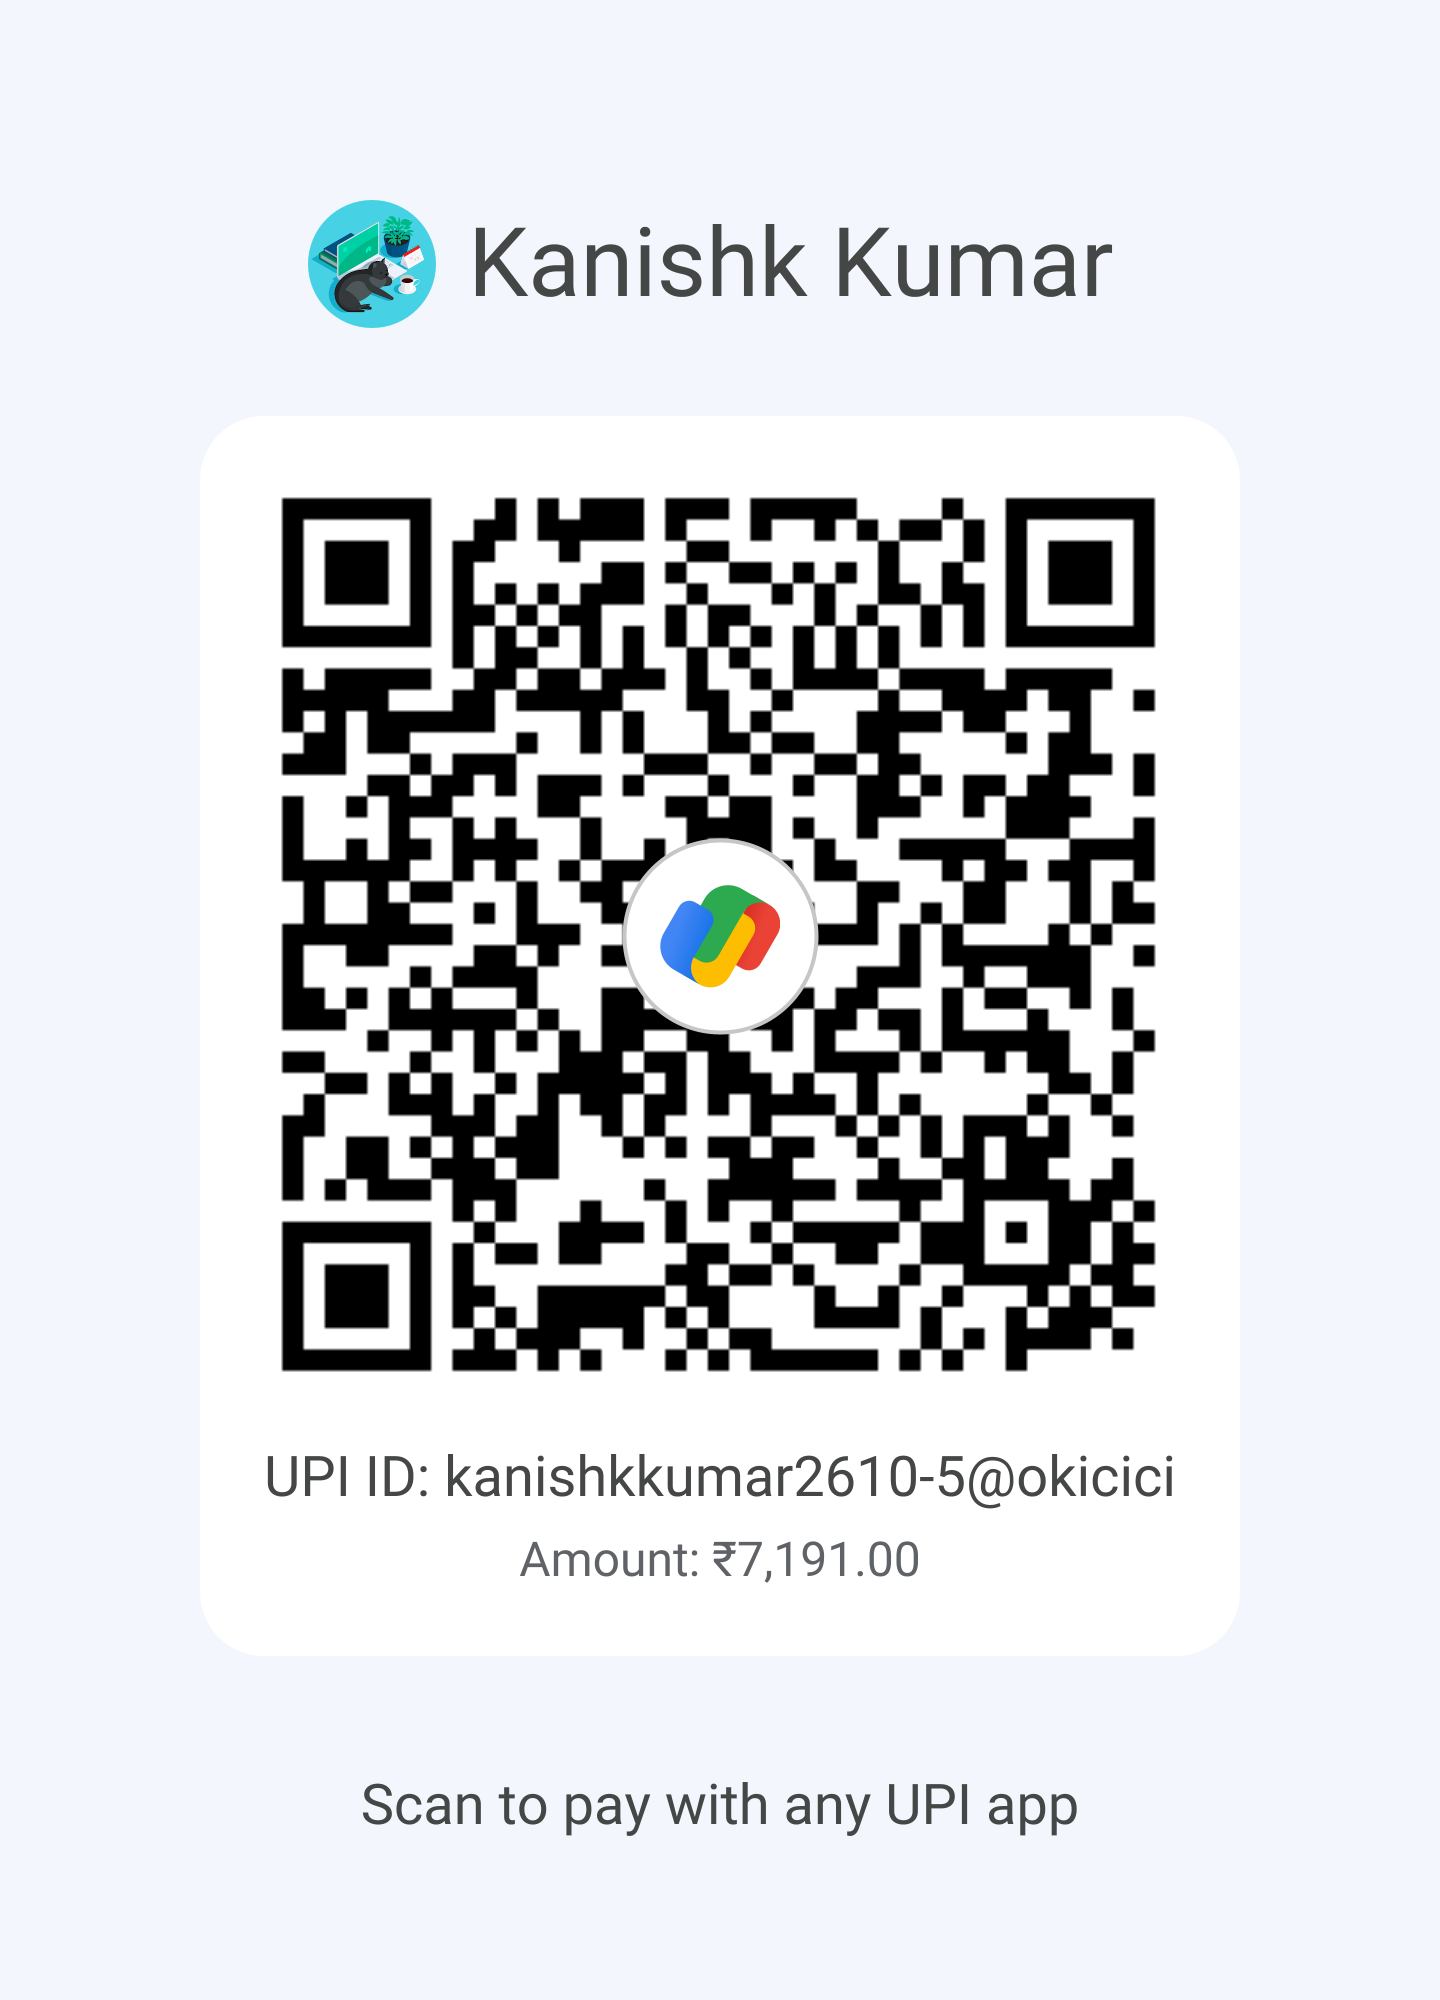 Kanishk Kumar
UPI ID: kanishkkumar2610-5@okicici
Amount: ₹7,191.00
Scan to pay with any UPI app